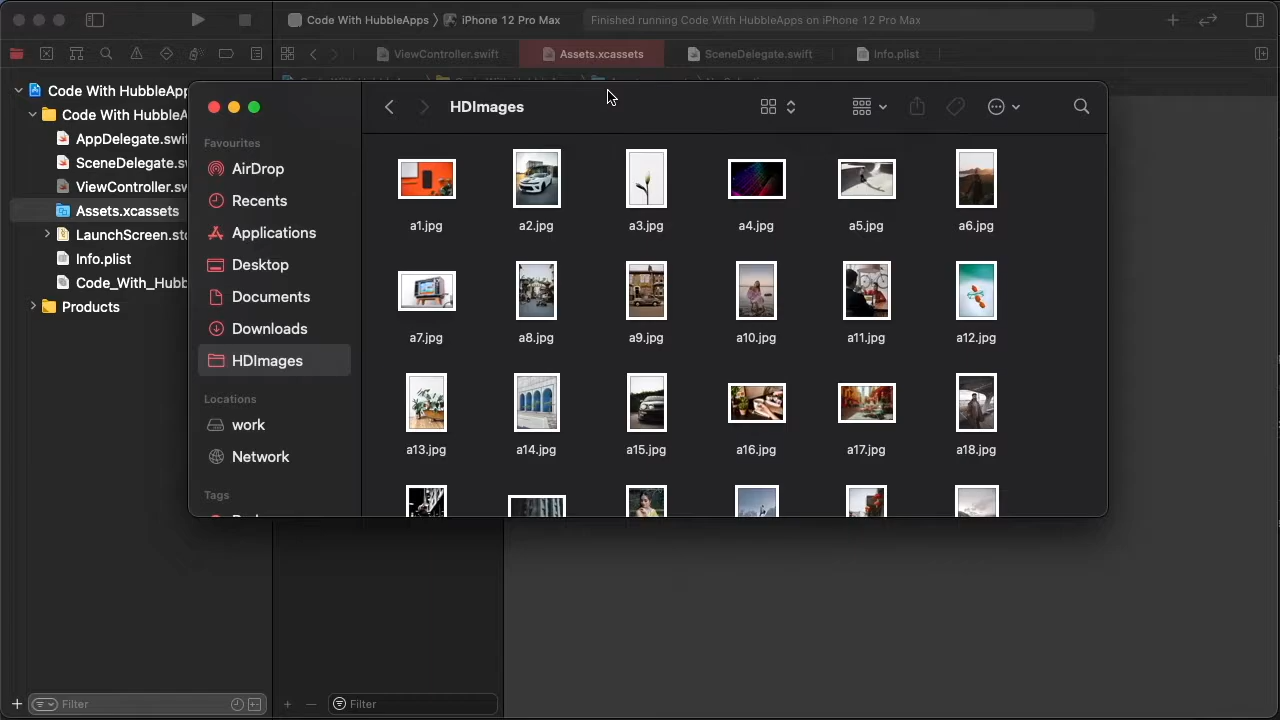 Code With HubbleApps
iPhone 12 Pro Max
Finished running Code With HubbleApps on iPhone 12 Pro Max
ViewController.swift
Assets.xcassets
SceneDelegate.swift
Info.plist
Code With HubbleApp
Code With HubbleA
AppDelegate.swif
SceneDelegate.sw
ViewController.sw
Assets.xcassets
LaunchScreen.sto
Info.plist
Code_With_Hubb
Products
HDImages
Favourites
AirDrop
Recents
Applications
Desktop
Documents
Downloads
HDImages
Locations
work
Network
Tags
a1.jpg
a2.jpg
a3.jpg
a4.jpg
a5.jpg
a6.jpg
a7.jpg
a8.jpg
a9.jpg
a10.jpg
a11.jpg
a12.jpg
a13.jpg
a14.jpg
a15.jpg
a16.jpg
a17.jpg
a18.jpg
Filter
Filter